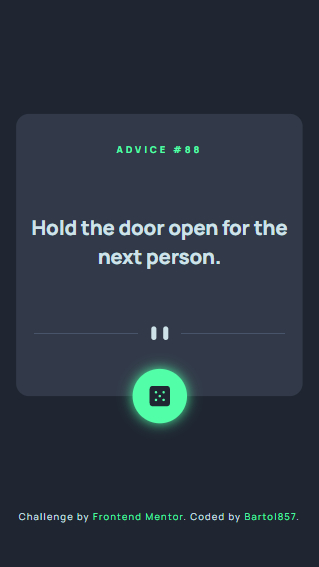 ADVICE #88
Hold the door open for the
next person.
Challenge by Frontend Mentor. Coded by Bartol857.